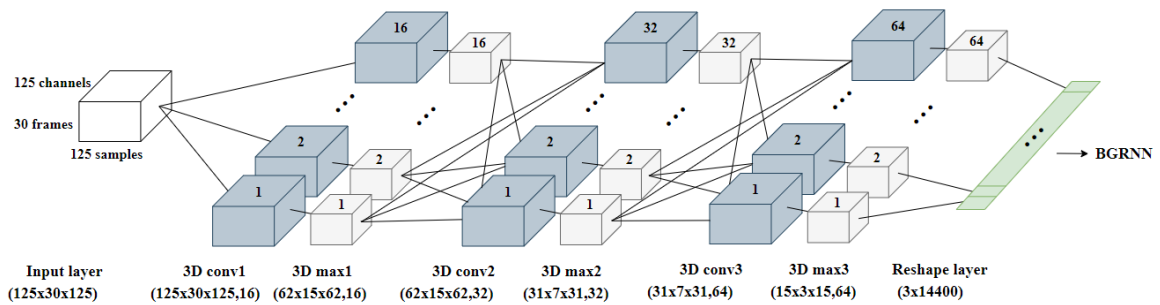 16
16
32
32
64
64
125 channels
30 frames
125 samples
2
2
2
2
2
2
1
1
1
1
1
1
BGRNN
Input layer
(125x30x125)
3D conv1
(125x30x125,16)
3D max1
(62x15x62,16)
3D conv2
(62x15x62,32)
3D max2
(31x7x31,32)
3D conv3
(31x7x31,64)
3D max3
(15x3x15,64)
Reshape layer
(3x14400)